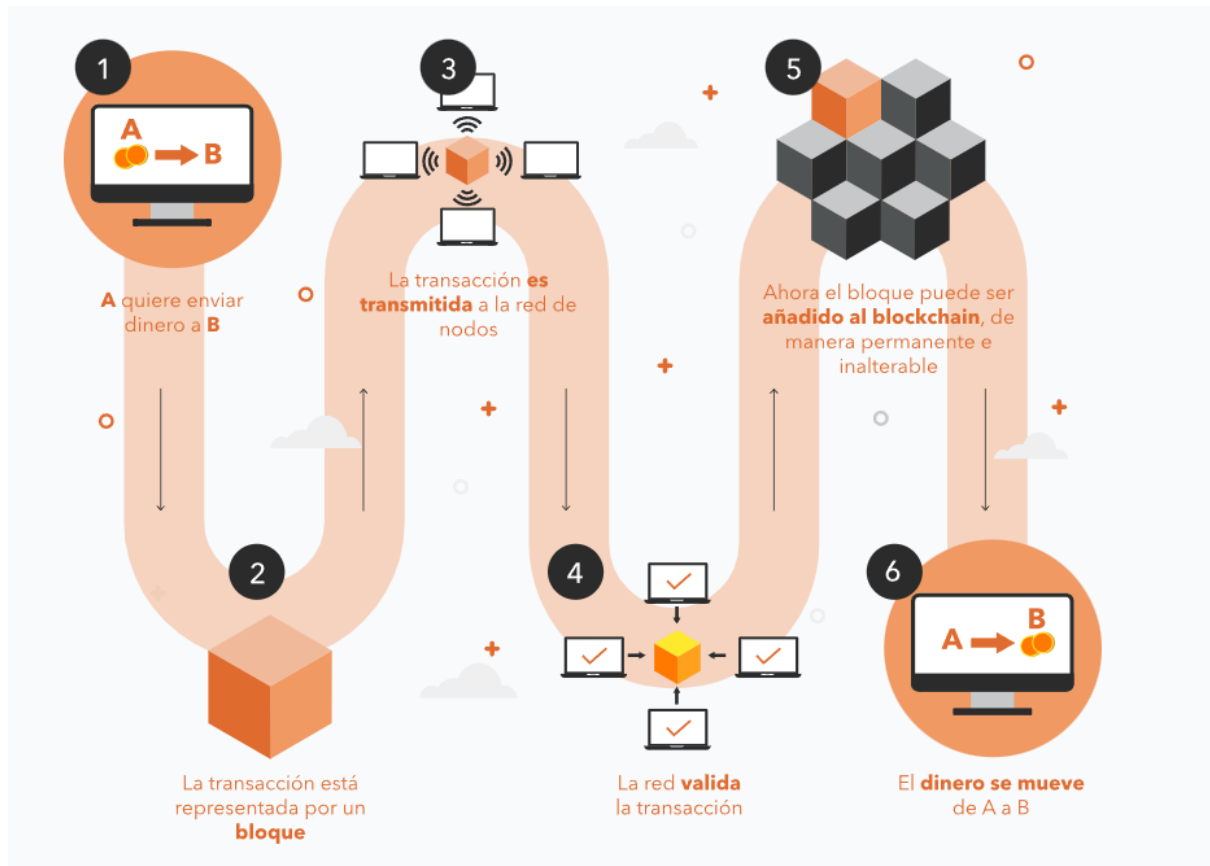 1
A
B
A quiere enviar
dinero a B
2
La transacción está
representada por un
bloque
3
La transacción es
transmitida a la red de
nodos
4
La red valida
la transacción
5
Ahora el bloque puede ser
añadido al blockchain, de
manera permanente e
inalterable
6
A
B
El dinero se mueve
de A a B